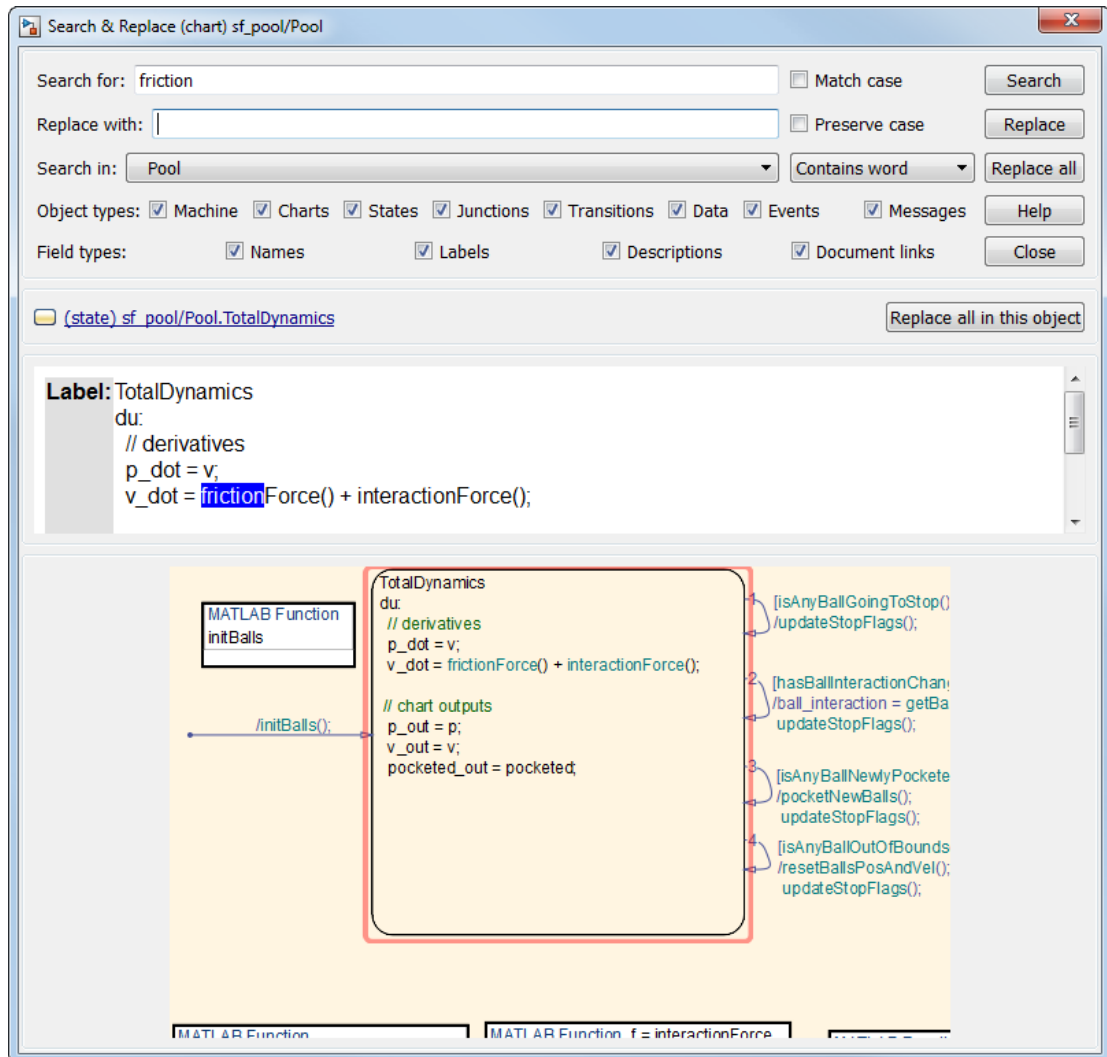 Search & Replace (chart) sf_pool/Pool
x
Search for: friction Match case Search
Replace with: Preserve case Replace
Search in: Pool Contains word Replace all
Object types: Machine Charts States Junctions Transitions Data Events Messages Help
Field types: Names Labels Descriptions Document links Close
(state) sf_pool/Pool.TotalDynamics Replace all in this object
Label: TotalDynamics
du:
// derivatives
p_dot = v;
v_dot = frictionForce() + interactionForce();
MATLAB Function
initBalls
/initBalls();
TotalDynamics
du:
// derivatives
p_dot = v;
v_dot = frictionForce() + interactionForce();
// chart outputs
p_out = p;
v_out = v;
pocketed_out = pocketed;
1
[isAnyBallGoingToStop()
/updateStopFlags();
2
[hasBallInteractionChan
/ball_interaction = getBa
updateStopFlags();
3
[isAnyBallNewlyPockete
/pocketNewBalls();
updateStopFlags();
4
[isAnyBallOutOfBounds
/resetBallsPosAndVel();
updateStopFlags();
MATLAB Function
MATLAB Function f = interactionForce